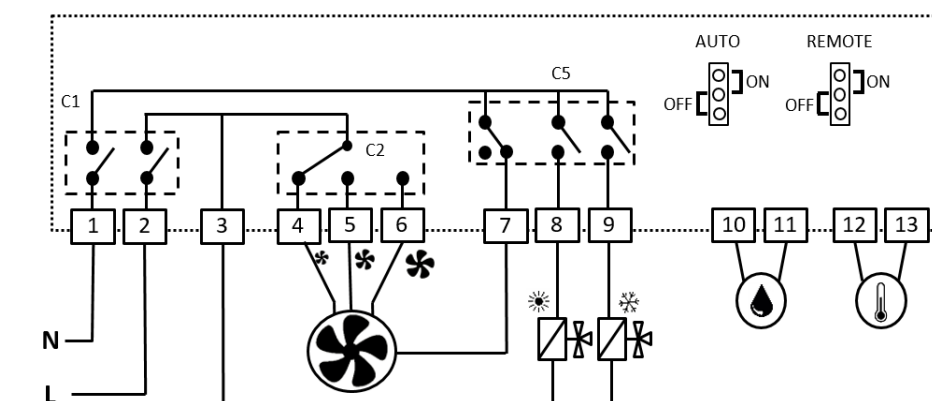 AUTO REMOTE
C1 C5
ON ON
OFF OFF
C2
1 2 3 4 5 6 7 8 9 10 11 12 13
N
L